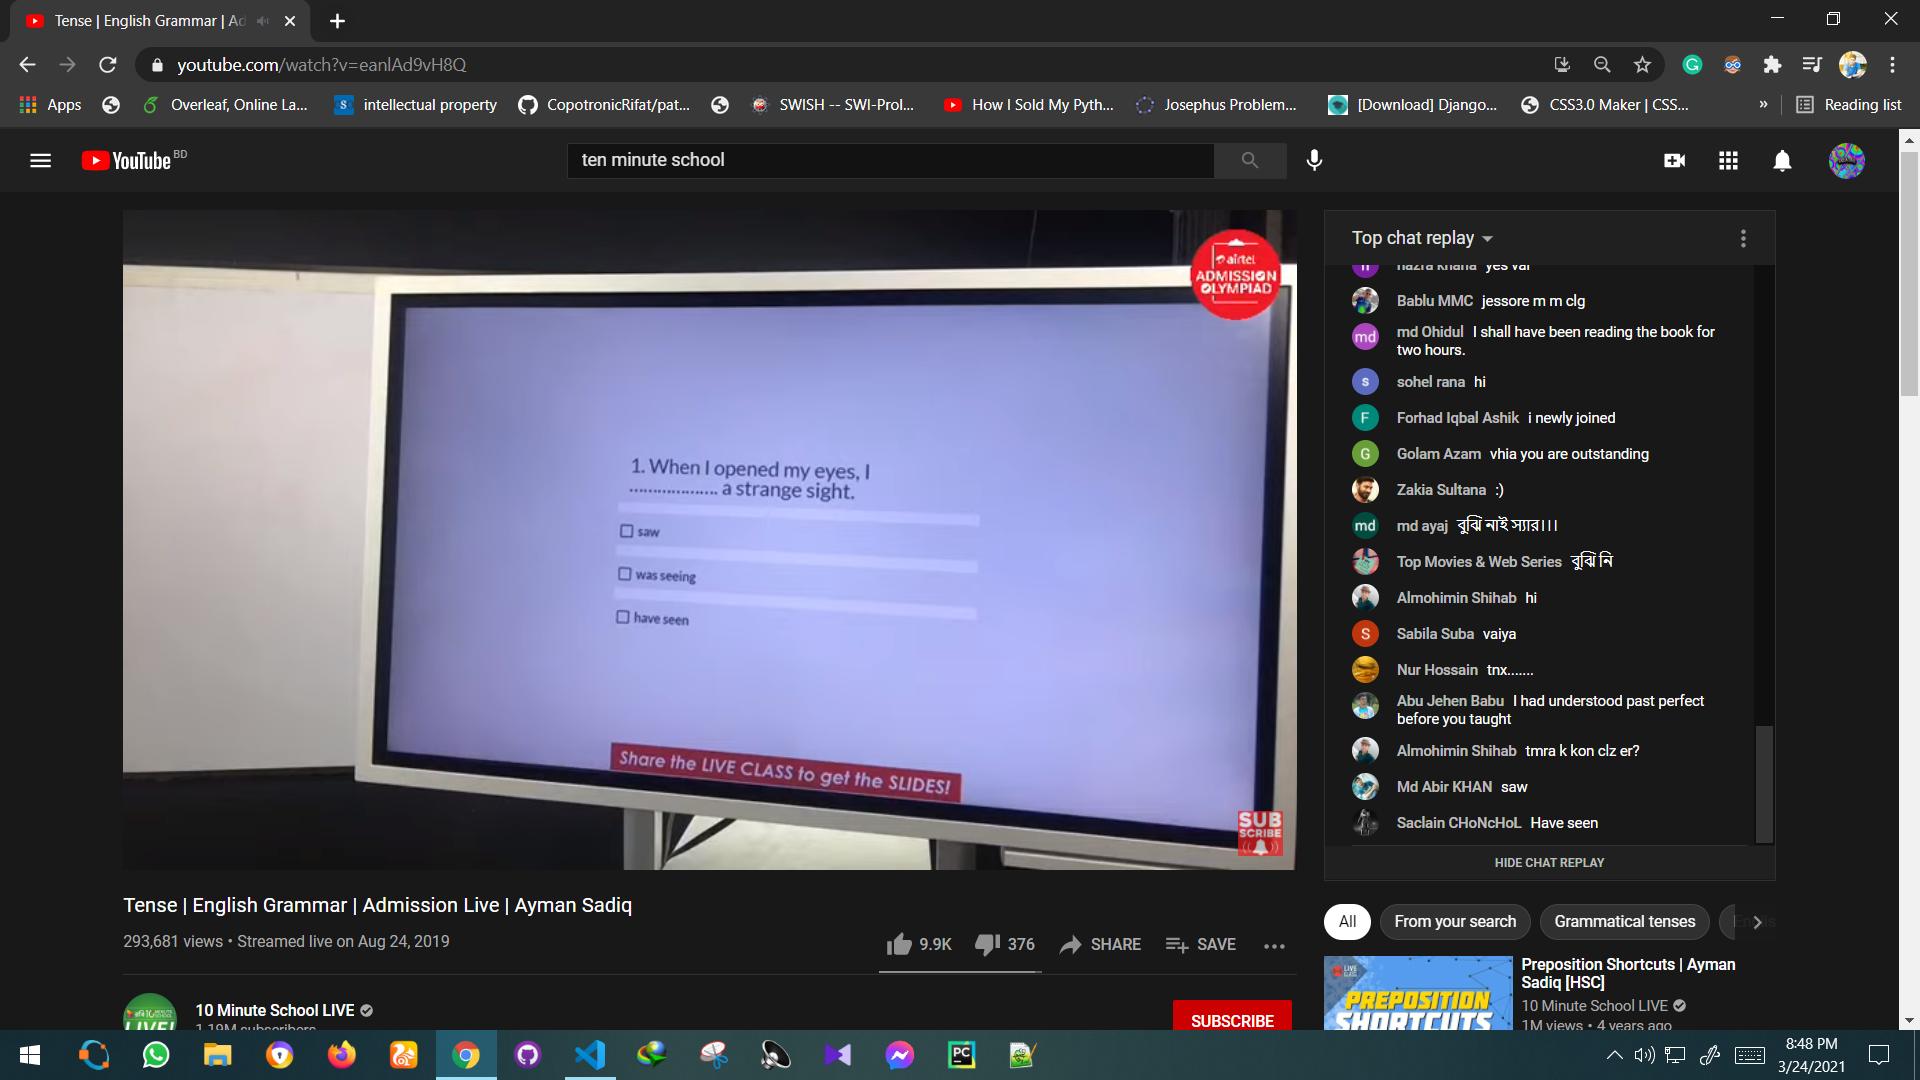 Tense | English Grammar | Ad
youtube.com/watch?v=eanlAd9vH8Q
Apps
Overleaf, Online La...
intellectual property
CopotronicRifat/pat...
SWISH -- SWI-Prol...
How I Sold My Pyth...
Josephus Problem...
[Download] Django...
CSS3.0 Maker | CSS...
»
Reading list
YouTube BD
ten minute school
airtel
ADMISSION
OLYMPIAD
1. When I opened my eyes, I
................... a strange sight.
saw
was seeing
have seen
Share the LIVE CLASS to get the SLIDES!
SUB
SCRIBE
Top chat replay
nazra khana yes vai
Bablu MMC jessore m m clg
md
md Ohidul I shall have been reading the book for
two hours.
s
sohel rana hi
F
Forhad Iqbal Ashik i newly joined
G
Golam Azam vhia you are outstanding
Zakia Sultana :)
md
md ayaj বুঝি নাই স্যার।।।
Top Movies & Web Series বুঝি নি
Almohimin Shihab hi
S
Sabila Suba vaiya
Nur Hossain tnx.......
Abu Jehen Babu I had understood past perfect
before you taught
Almohimin Shihab tmra k kon clz er?
Md Abir KHAN saw
Saclain CHoNcHoL Have seen
HIDE CHAT REPLAY
Tense | English Grammar | Admission Live | Ayman Sadiq
293,681 views • Streamed live on Aug 24, 2019
9.9K
376
SHARE
SAVE
10 Minute School LIVE
1.19M subscribers
LIVE!
SUBSCRIBE
All
From your search
Grammatical tenses
LIVE
PREPOSITION
SHORTCUTS
Preposition Shortcuts | Ayman
Sadiq [HSC]
10 Minute School LIVE
1M views • 4 years ago
PC
8:48 PM
3/24/2021